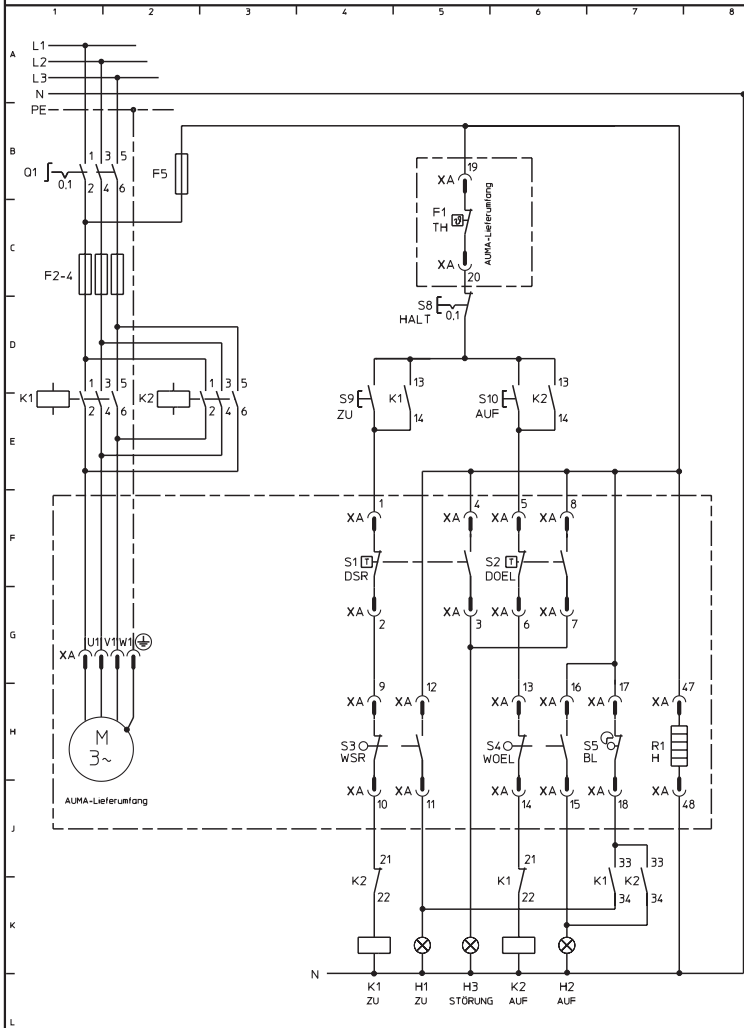 1 2 3 4 5 6 7 8
A
L1
L2
L3
N
PE
B
Q1 0,1 1 3 5
2 4 6
F5
XA 19
F1
TH
AUMA-Lieferumfang
C
XA 20
F2-4
S8 0,1
HALT
D
K1 1 3 5
2 4 6
K2 1 3 5
2 4 6
S9
ZU
K1 13
14
S10
AUF
K2 13
14
E
F
XA 1
XA 4
XA 5
XA 8
S1 T
DSR
S2 T
DOEL
G
XA 2
XA 3
XA 6
XA 7
XA U1 V1 W1
XA 9
XA 12
XA 13
XA 16
XA 17
XA 47
H
M
3~
S3
WSR
S4
WOEL
S5
BL
R1
H
XA 10
XA 11
XA 14
XA 15
XA 18
XA 48
AUMA-Lieferumfang
J
K2 21
22
K1 21
22
K1 33
34
K2 33
34
K
N
K1 H1 H3 K2 H2
ZU ZU STÖRUNG AUF AUF
L